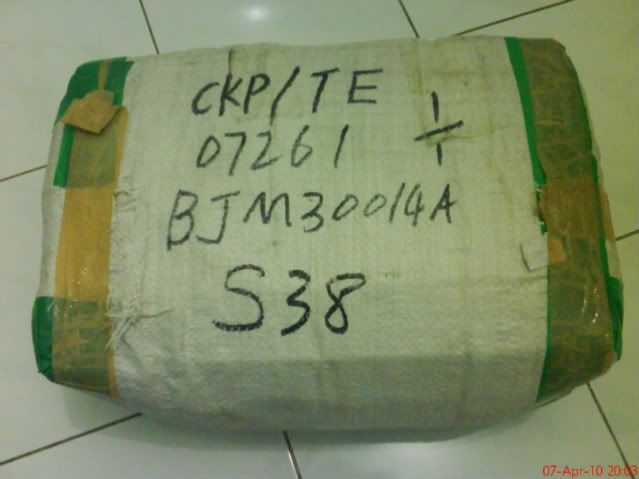 CKP/TE
07261 1/1
BJM30014A
S38
07-Apr-10 20:03